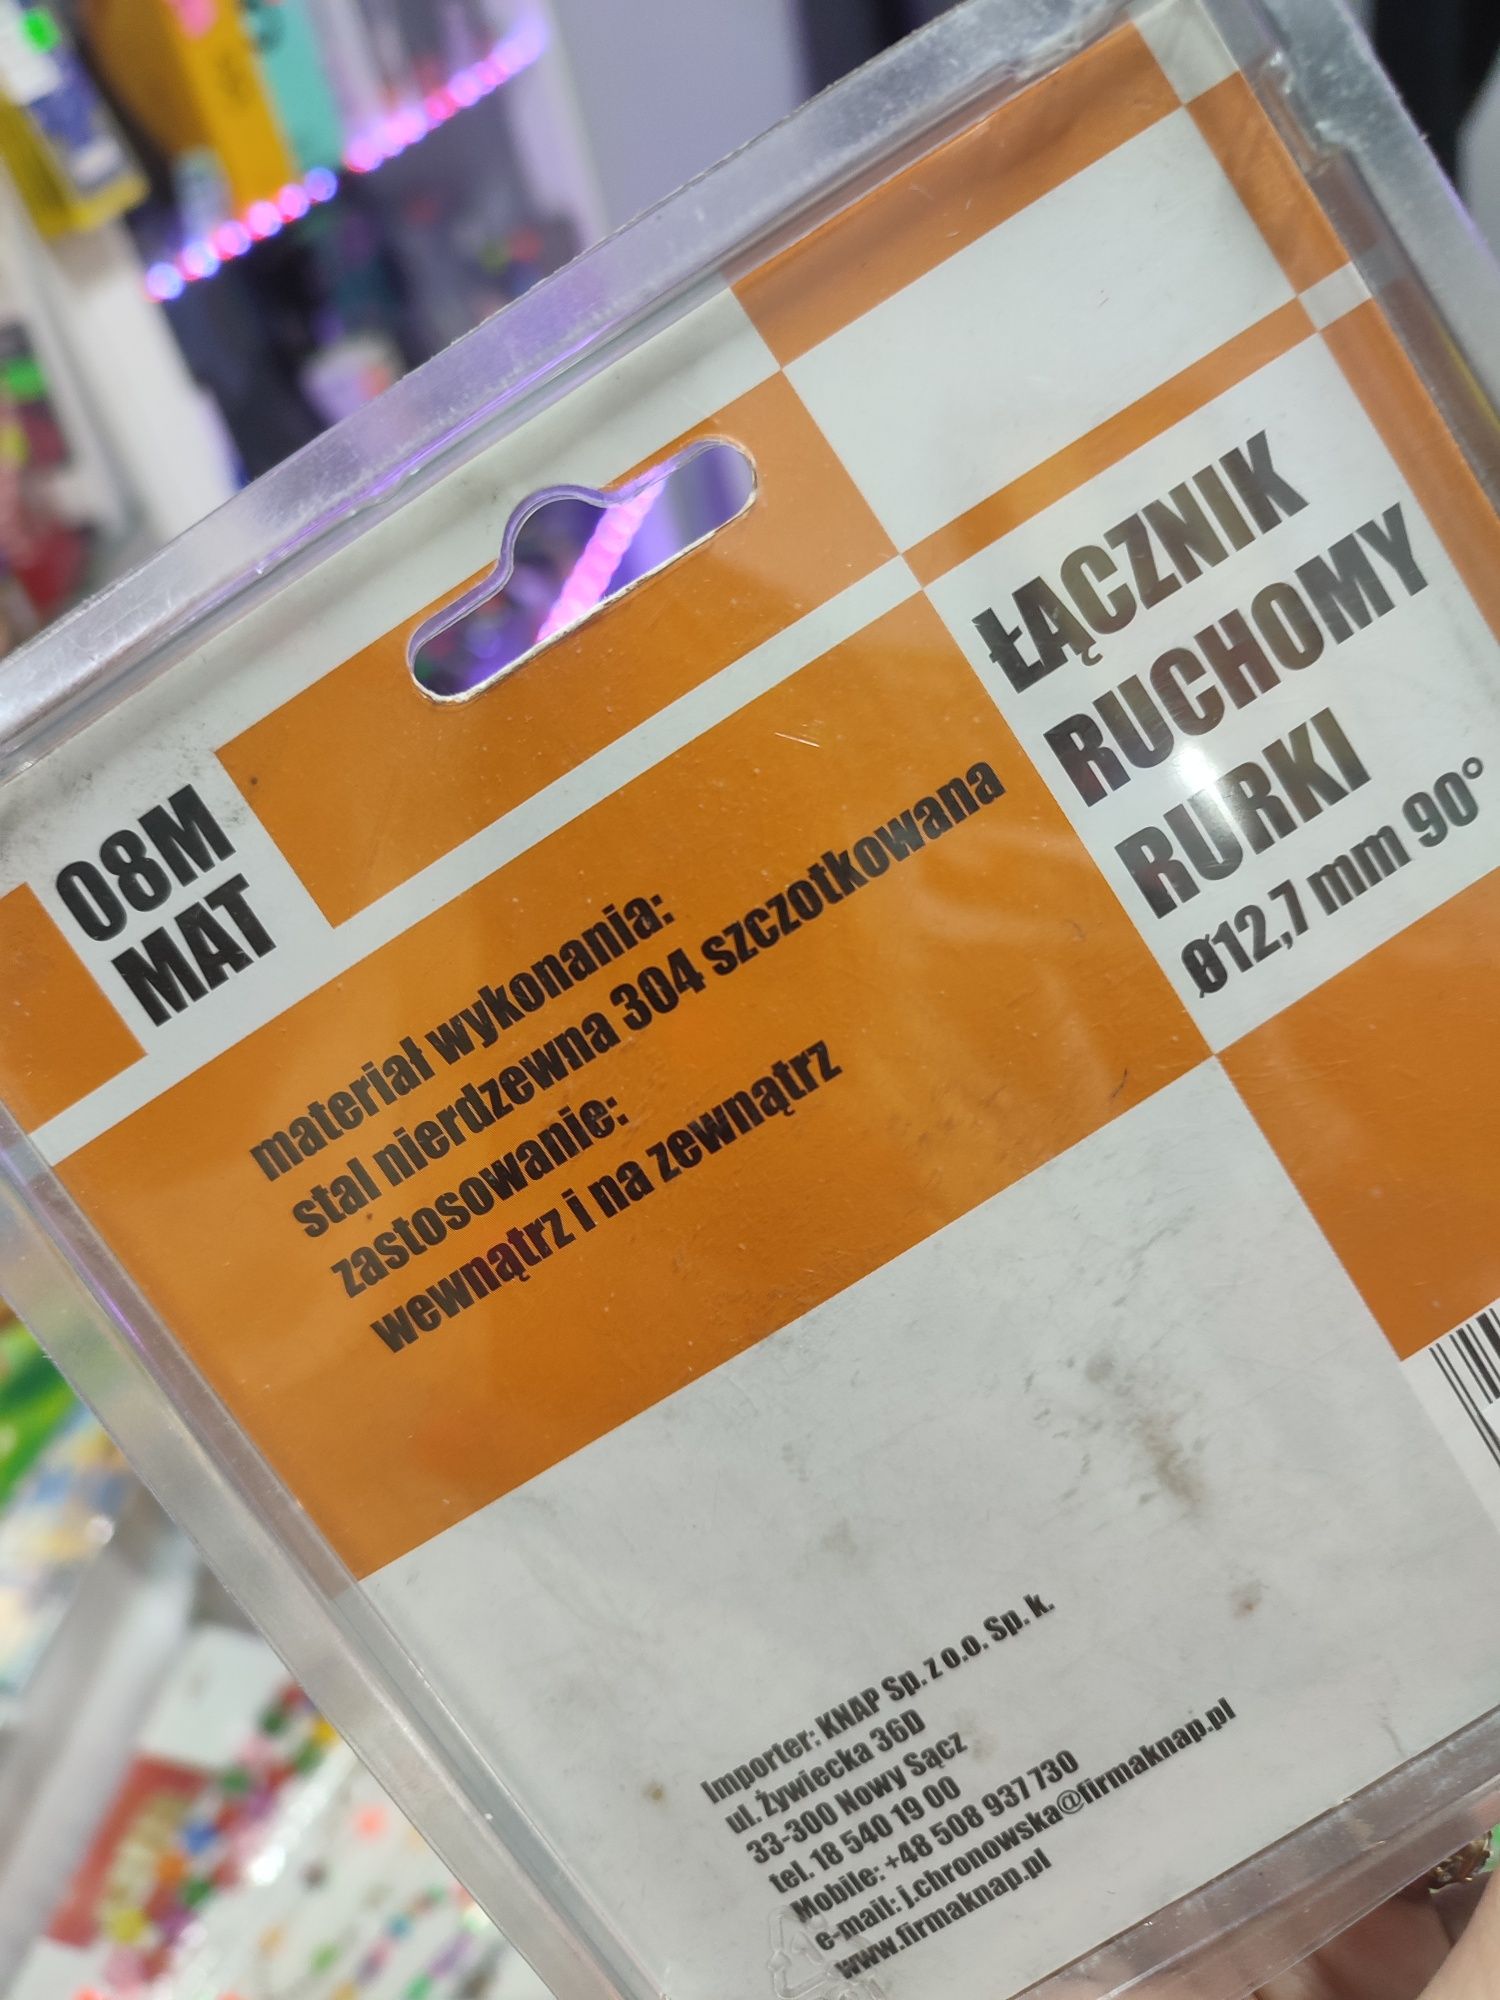 08M
MAT
ŁĄCZNIK
RUCHOMY
RURKI
Ø12,7 mm 90°
materiał wykonania:
stal nierdzewna 304 szczotkowana
zastosowanie:
wewnątrz i na zewnątrz
Importer: KNAP Sp. z o.o. Sp. k.
ul. Żywiecka 36D
33-300 Nowy Sącz
tel. 18 540 19 00
Mobile: +48 508 937 730
e-mail: j.chronowska@firmaknap.pl
www.firmaknap.pl